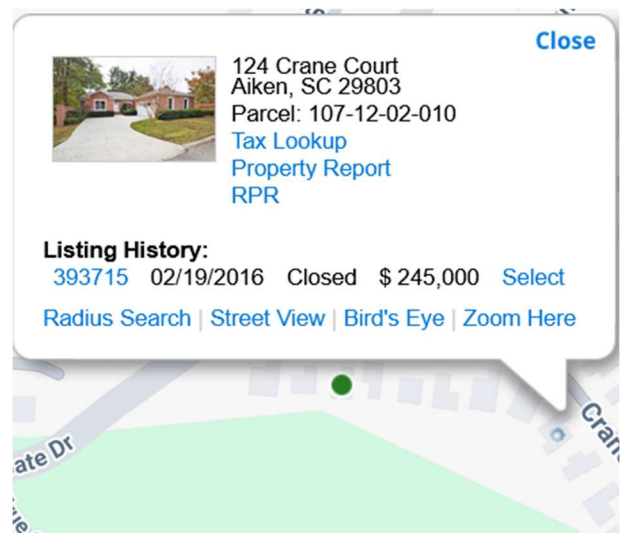 Close
124 Crane Court
Aiken, SC 29803
Parcel: 107-12-02-010
Tax Lookup
Property Report
RPR
Listing History:
393715 02/19/2016 Closed $ 245,000 Select
Radius Search | Street View | Bird's Eye | Zoom Here
ate Dr